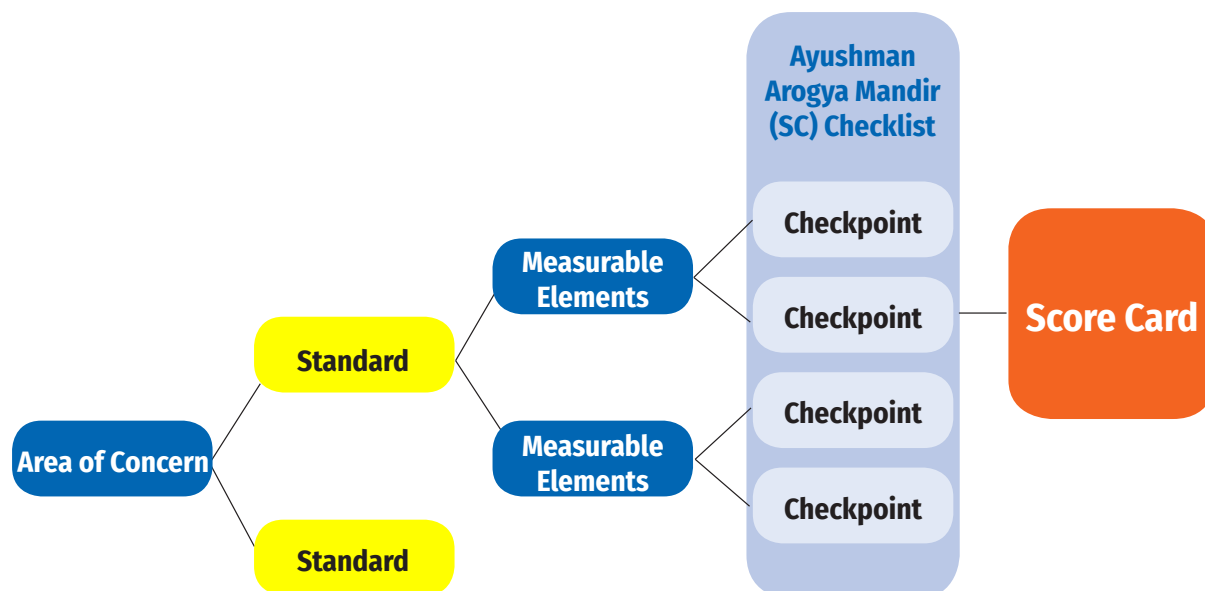 Area of Concern
Standard
Standard
Measurable
Elements
Measurable
Elements
Ayushman
Arogya Mandir
(SC) Checklist
Checkpoint
Checkpoint
Checkpoint
Checkpoint
Score Card